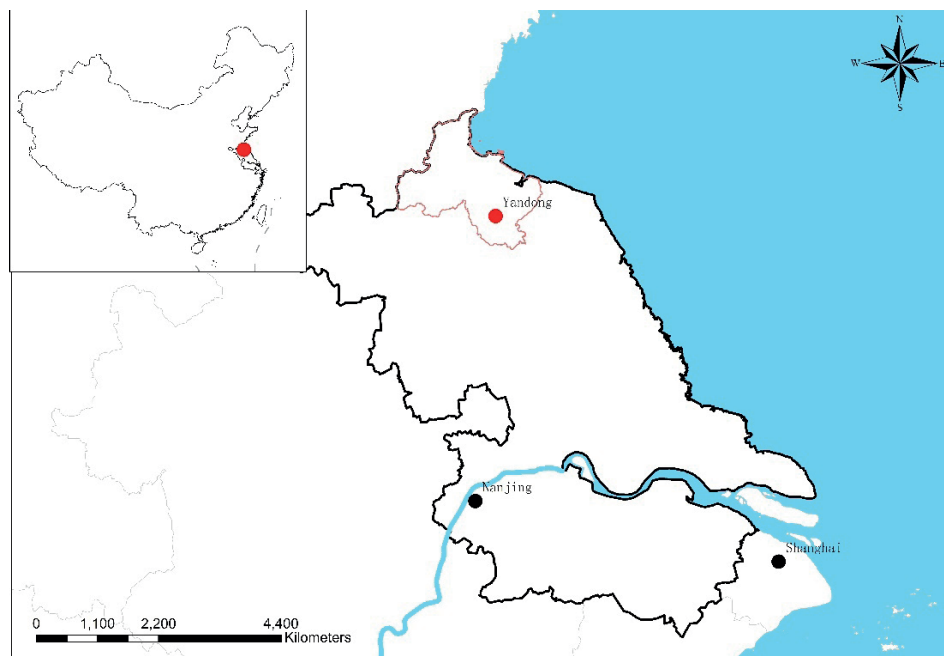 N
W E
S
Yandong
Nanjing
Shanghai
0 1,100 2,200 4,400
Kilometers